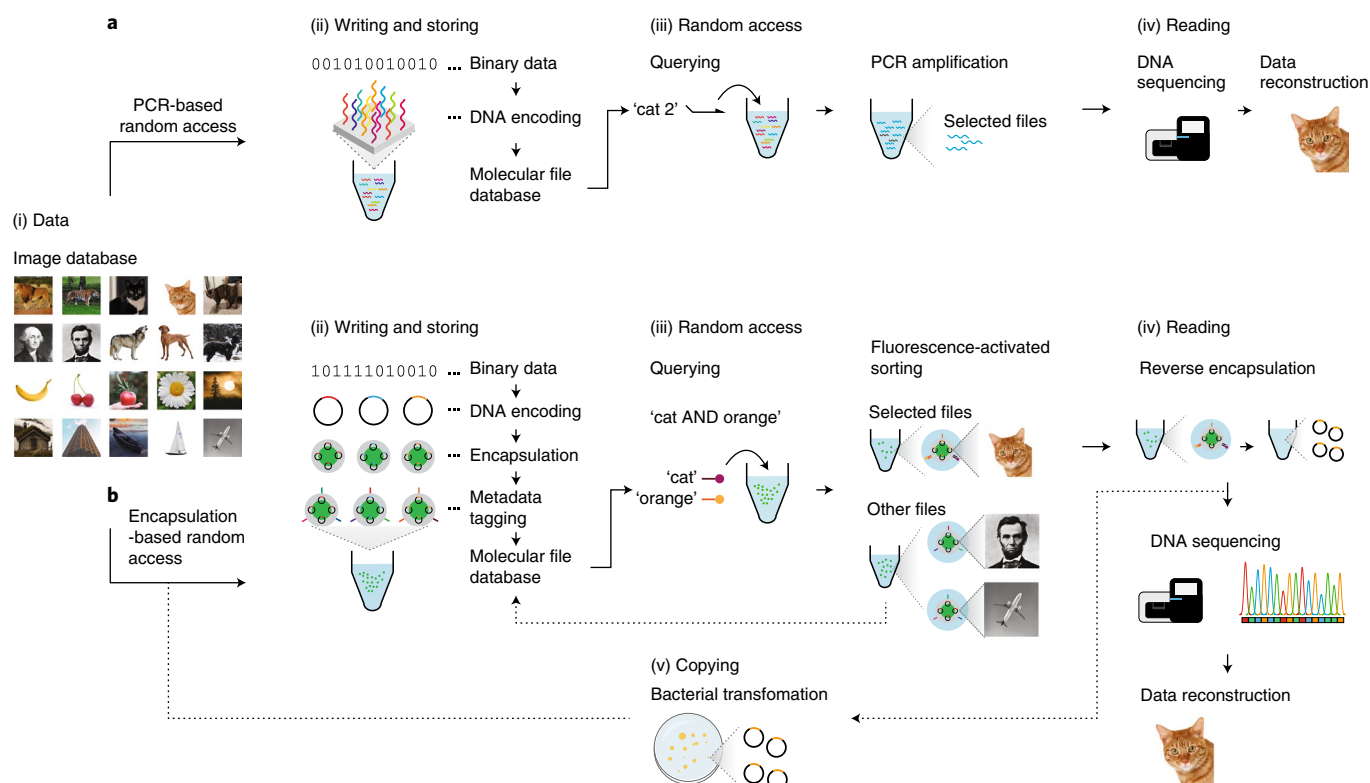 a
(ii) Writing and storing
(iii) Random access
(iv) Reading
001010010010 ... Binary data
Querying
PCR amplification
DNA
sequencing
Data
reconstruction
PCR-based
random access
... DNA encoding
'cat 2'
Selected files
Molecular file
database
(i) Data
Image database
(ii) Writing and storing
(iii) Random access
(iv) Reading
101111010010 ... Binary data
Querying
Fluorescence-activated
sorting
Reverse encapsulation
... DNA encoding
'cat AND orange'
Selected files
... Encapsulation
'cat'
'orange'
b
Encapsulation
-based random
access
... Metadata
tagging
Other files
Molecular file
database
DNA sequencing
(v) Copying
Bacterial transfomation
Data reconstruction